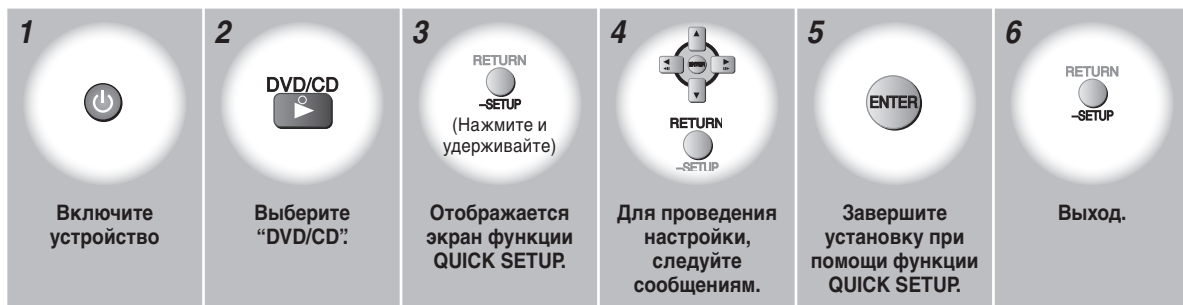 1
RETURN
Включите
устройство
2
DVD/CD
Выберите
“DVD/CD”.
3
RETURN
–SETUP
(Нажмите и
удерживайте)
Отображается
экран функции
QUICK SETUP.
4
ENTER
RETURN
–SETUP
Для проведения
настройки,
следуйте
сообщениям.
5
ENTER
Завершите
установку при
помощи функции
QUICK SETUP.
6
RETURN
–SETUP
Выход.